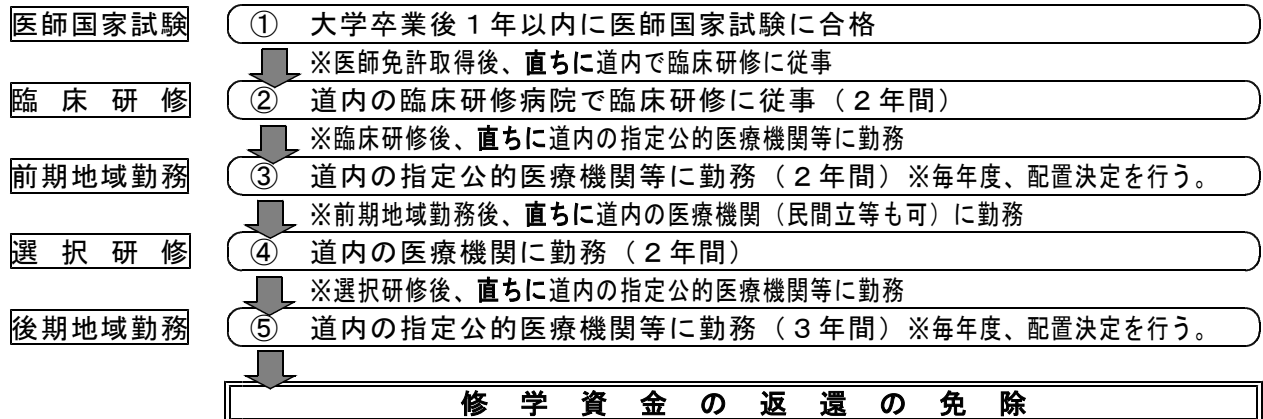 医師国家試験 ① 大学卒業後1年以内に医師国家試験に合格
※医師免許取得後、直ちに道内で臨床研修に従事
臨床研修 ② 道内の臨床研修病院で臨床研修に従事(2年間)
※臨床研修後、直ちに道内の指定公的医療機関等に勤務
前期地域勤務 ③ 道内の指定公的医療機関等に勤務(2年間)※毎年度、配置決定を行う。
※前期地域勤務後、直ちに道内の医療機関(民間立等も可)に勤務
選択研修 ④ 道内の医療機関に勤務(2年間)
※選択研修後、直ちに道内の指定公的医療機関等に勤務
後期地域勤務 ⑤ 道内の指定公的医療機関等に勤務(3年間)※毎年度、配置決定を行う。
修学資金の返還の免除